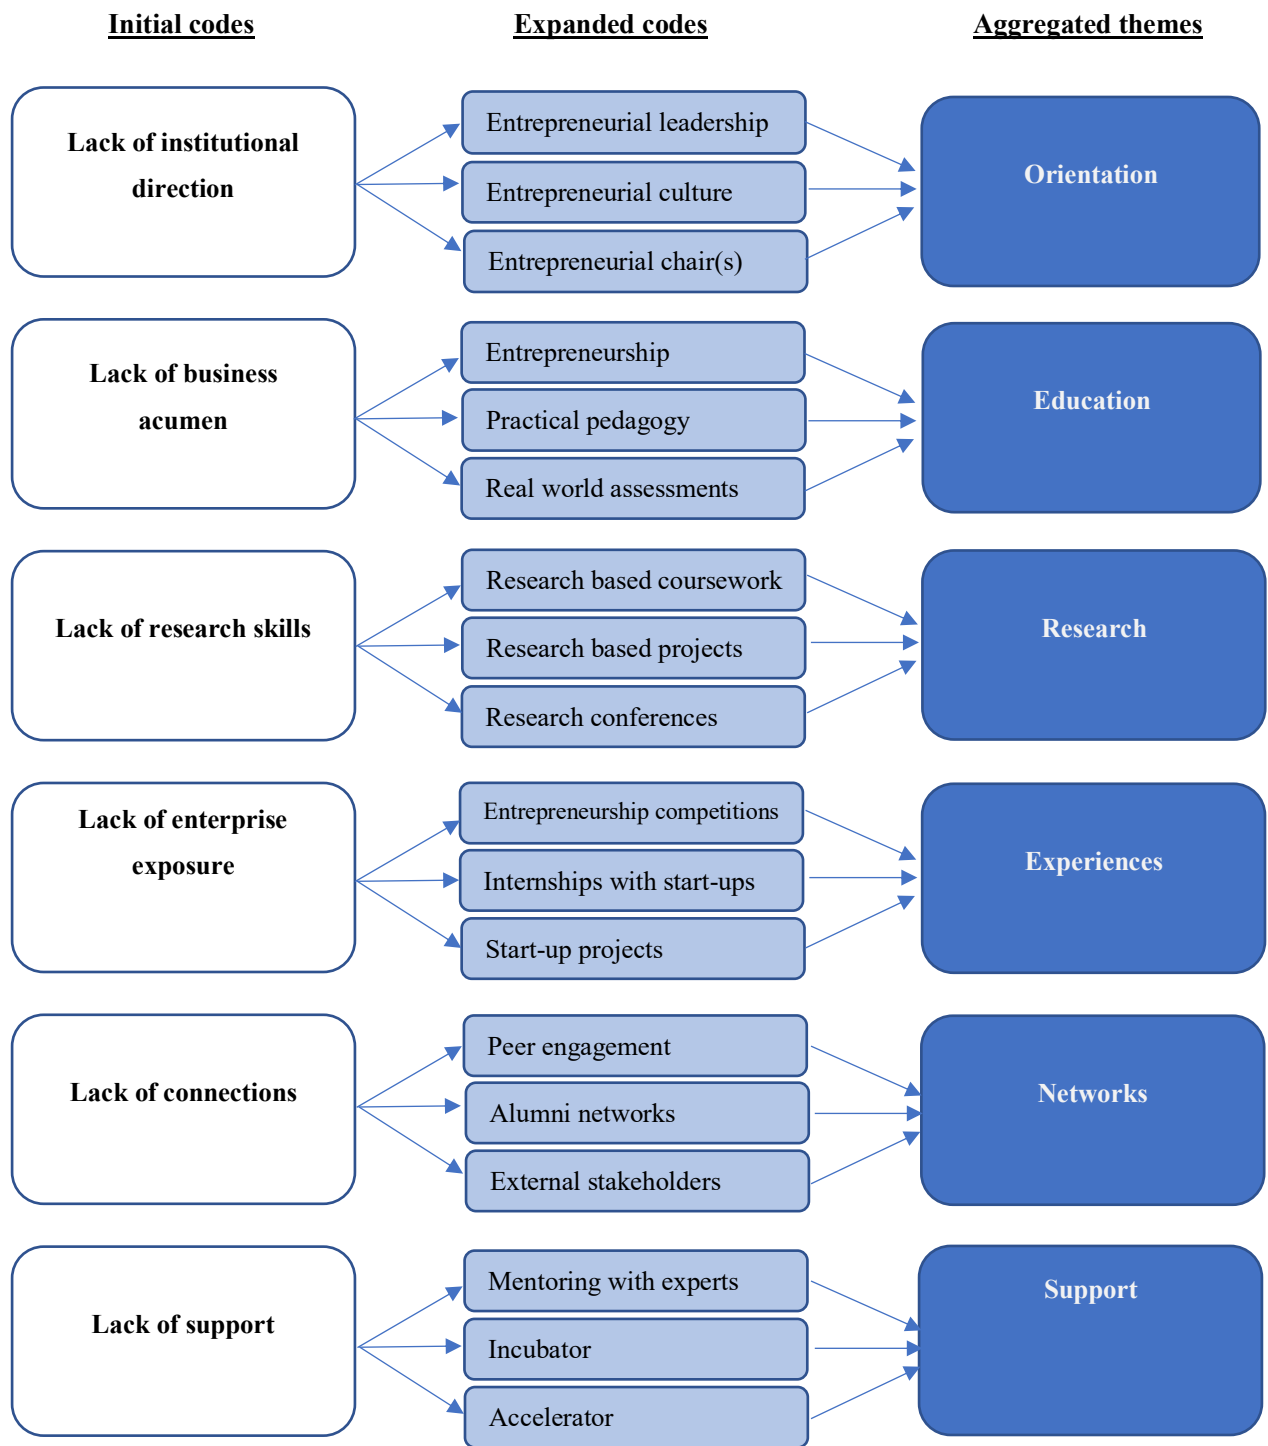 Initial codes
Expanded codes
Aggregated themes
Lack of institutional
direction
Entrepreneurial leadership
Entrepreneurial culture
Entrepreneurial chair(s)
Orientation
Lack of business
acumen
Entrepreneurship
Practical pedagogy
Real world assessments
Education
Lack of research skills
Research based coursework
Research based projects
Research conferences
Research
Lack of enterprise
exposure
Entrepreneurship competitions
Internships with start-ups
Start-up projects
Experiences
Lack of connections
Peer engagement
Alumni networks
External stakeholders
Networks
Lack of support
Mentoring with experts
Incubator
Accelerator
Support